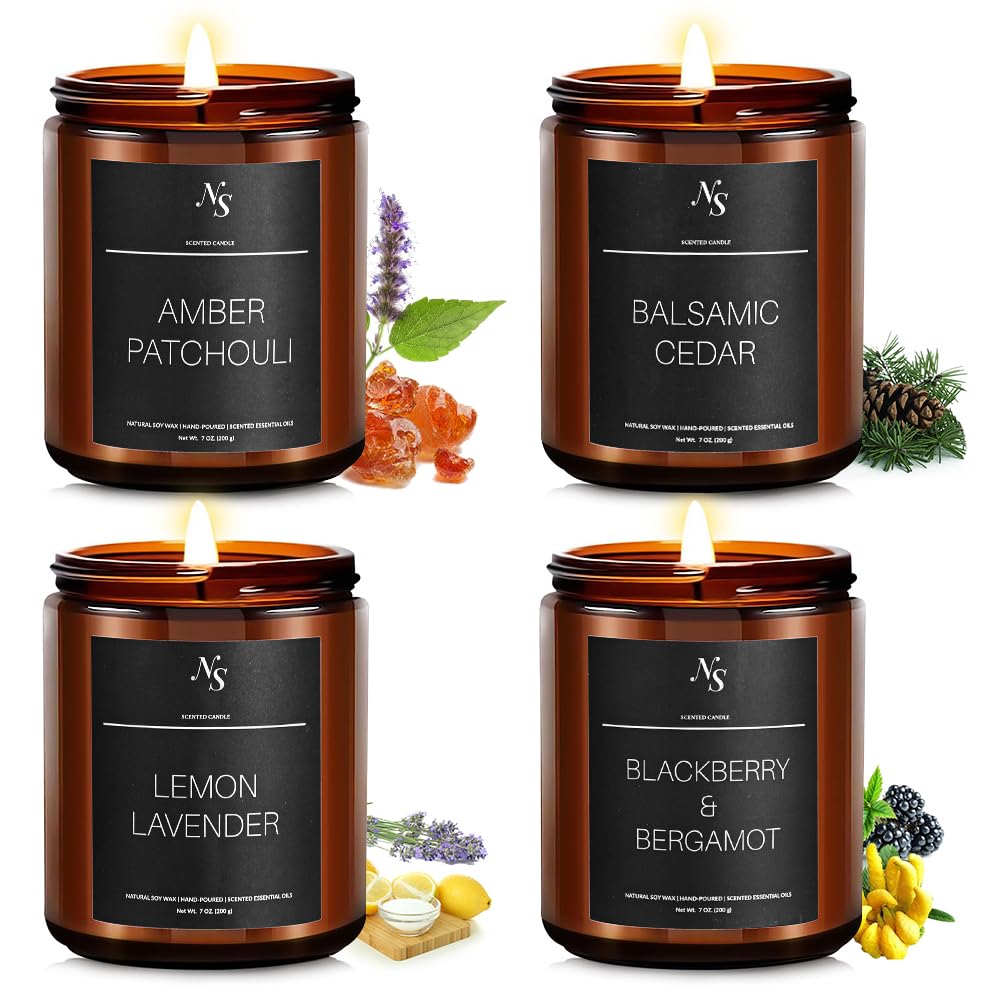 NS
SCENTED CANDLE
AMBER
PATCHOULI
NATURAL SOY WAX | HAND-POURED | SCENTED ESSENTIAL OILS
Net Wt. 7 OZ. (200 g)
NS
SCENTED CANDLE
BALSAMIC
CEDAR
NATURAL SOY WAX | HAND-POURED | SCENTED ESSENTIAL OILS
Net Wt. 7 OZ. (200 g)
NS
SCENTED CANDLE
LEMON
LAVENDER
NATURAL SOY WAX | HAND-POURED | SCENTED ESSENTIAL OILS
Net Wt. 7 OZ. (200 g)
NS
SCENTED CANDLE
BLACKBERRY
&
BERGAMOT
NATURAL SOY WAX | HAND-POURED | SCENTED ESSENTIAL OILS
Net Wt. 7 OZ. (200 g)